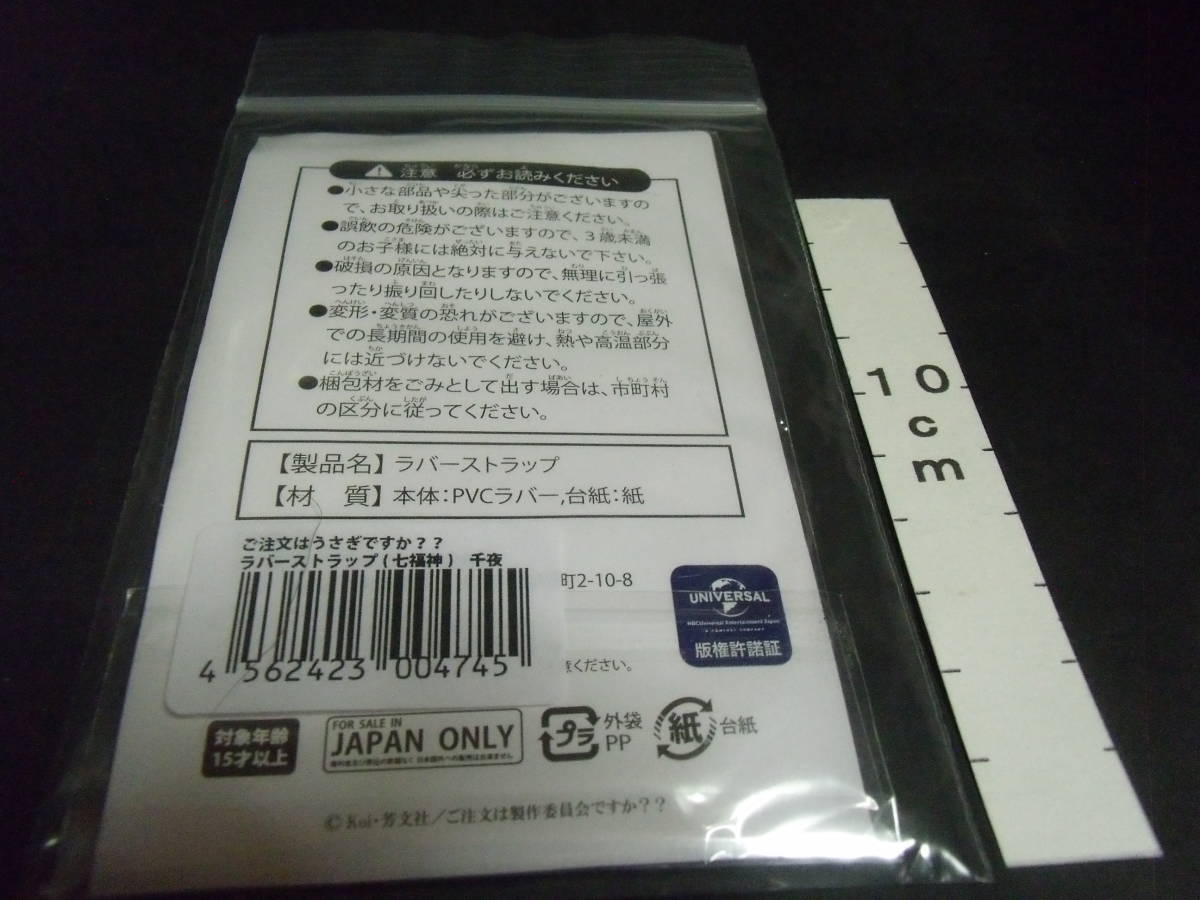 注意 必ずお読みください
●小さな部品や尖った部分がございますの
で、お取り扱いの際はご注意ください。
●誤飲の危険がございますので、3歳未満
のお子様には絶対に与えないで下さい。
●破損の原因となりますので、無理に引っ張
ったり振り回したりしないでください。
●変形・変質の恐れがございますので、屋外
での長期間の使用を避け、熱や高温部分
には近づけないでください。
●梱包材をごみとして出す場合は、市町村
の区分に従ってください。
【製品名】ラバーストラップ
【材 質】本体:PVCラバー,台紙:紙
ご注文はうさぎですか??
ラバーストラップ(七福神) 千夜
4 562423 004745
町2-10-8
意ください。
UNIVERSAL
NBCUniversal Entertainment Japan
A COMCAST COMPANY
版権許諾証
対象年齢
15才以上
FOR SALE IN
JAPAN ONLY
プラ
外袋
PP
紙
台紙
©Koi・芳文社/ご注文は製作委員会ですか??
10
cm